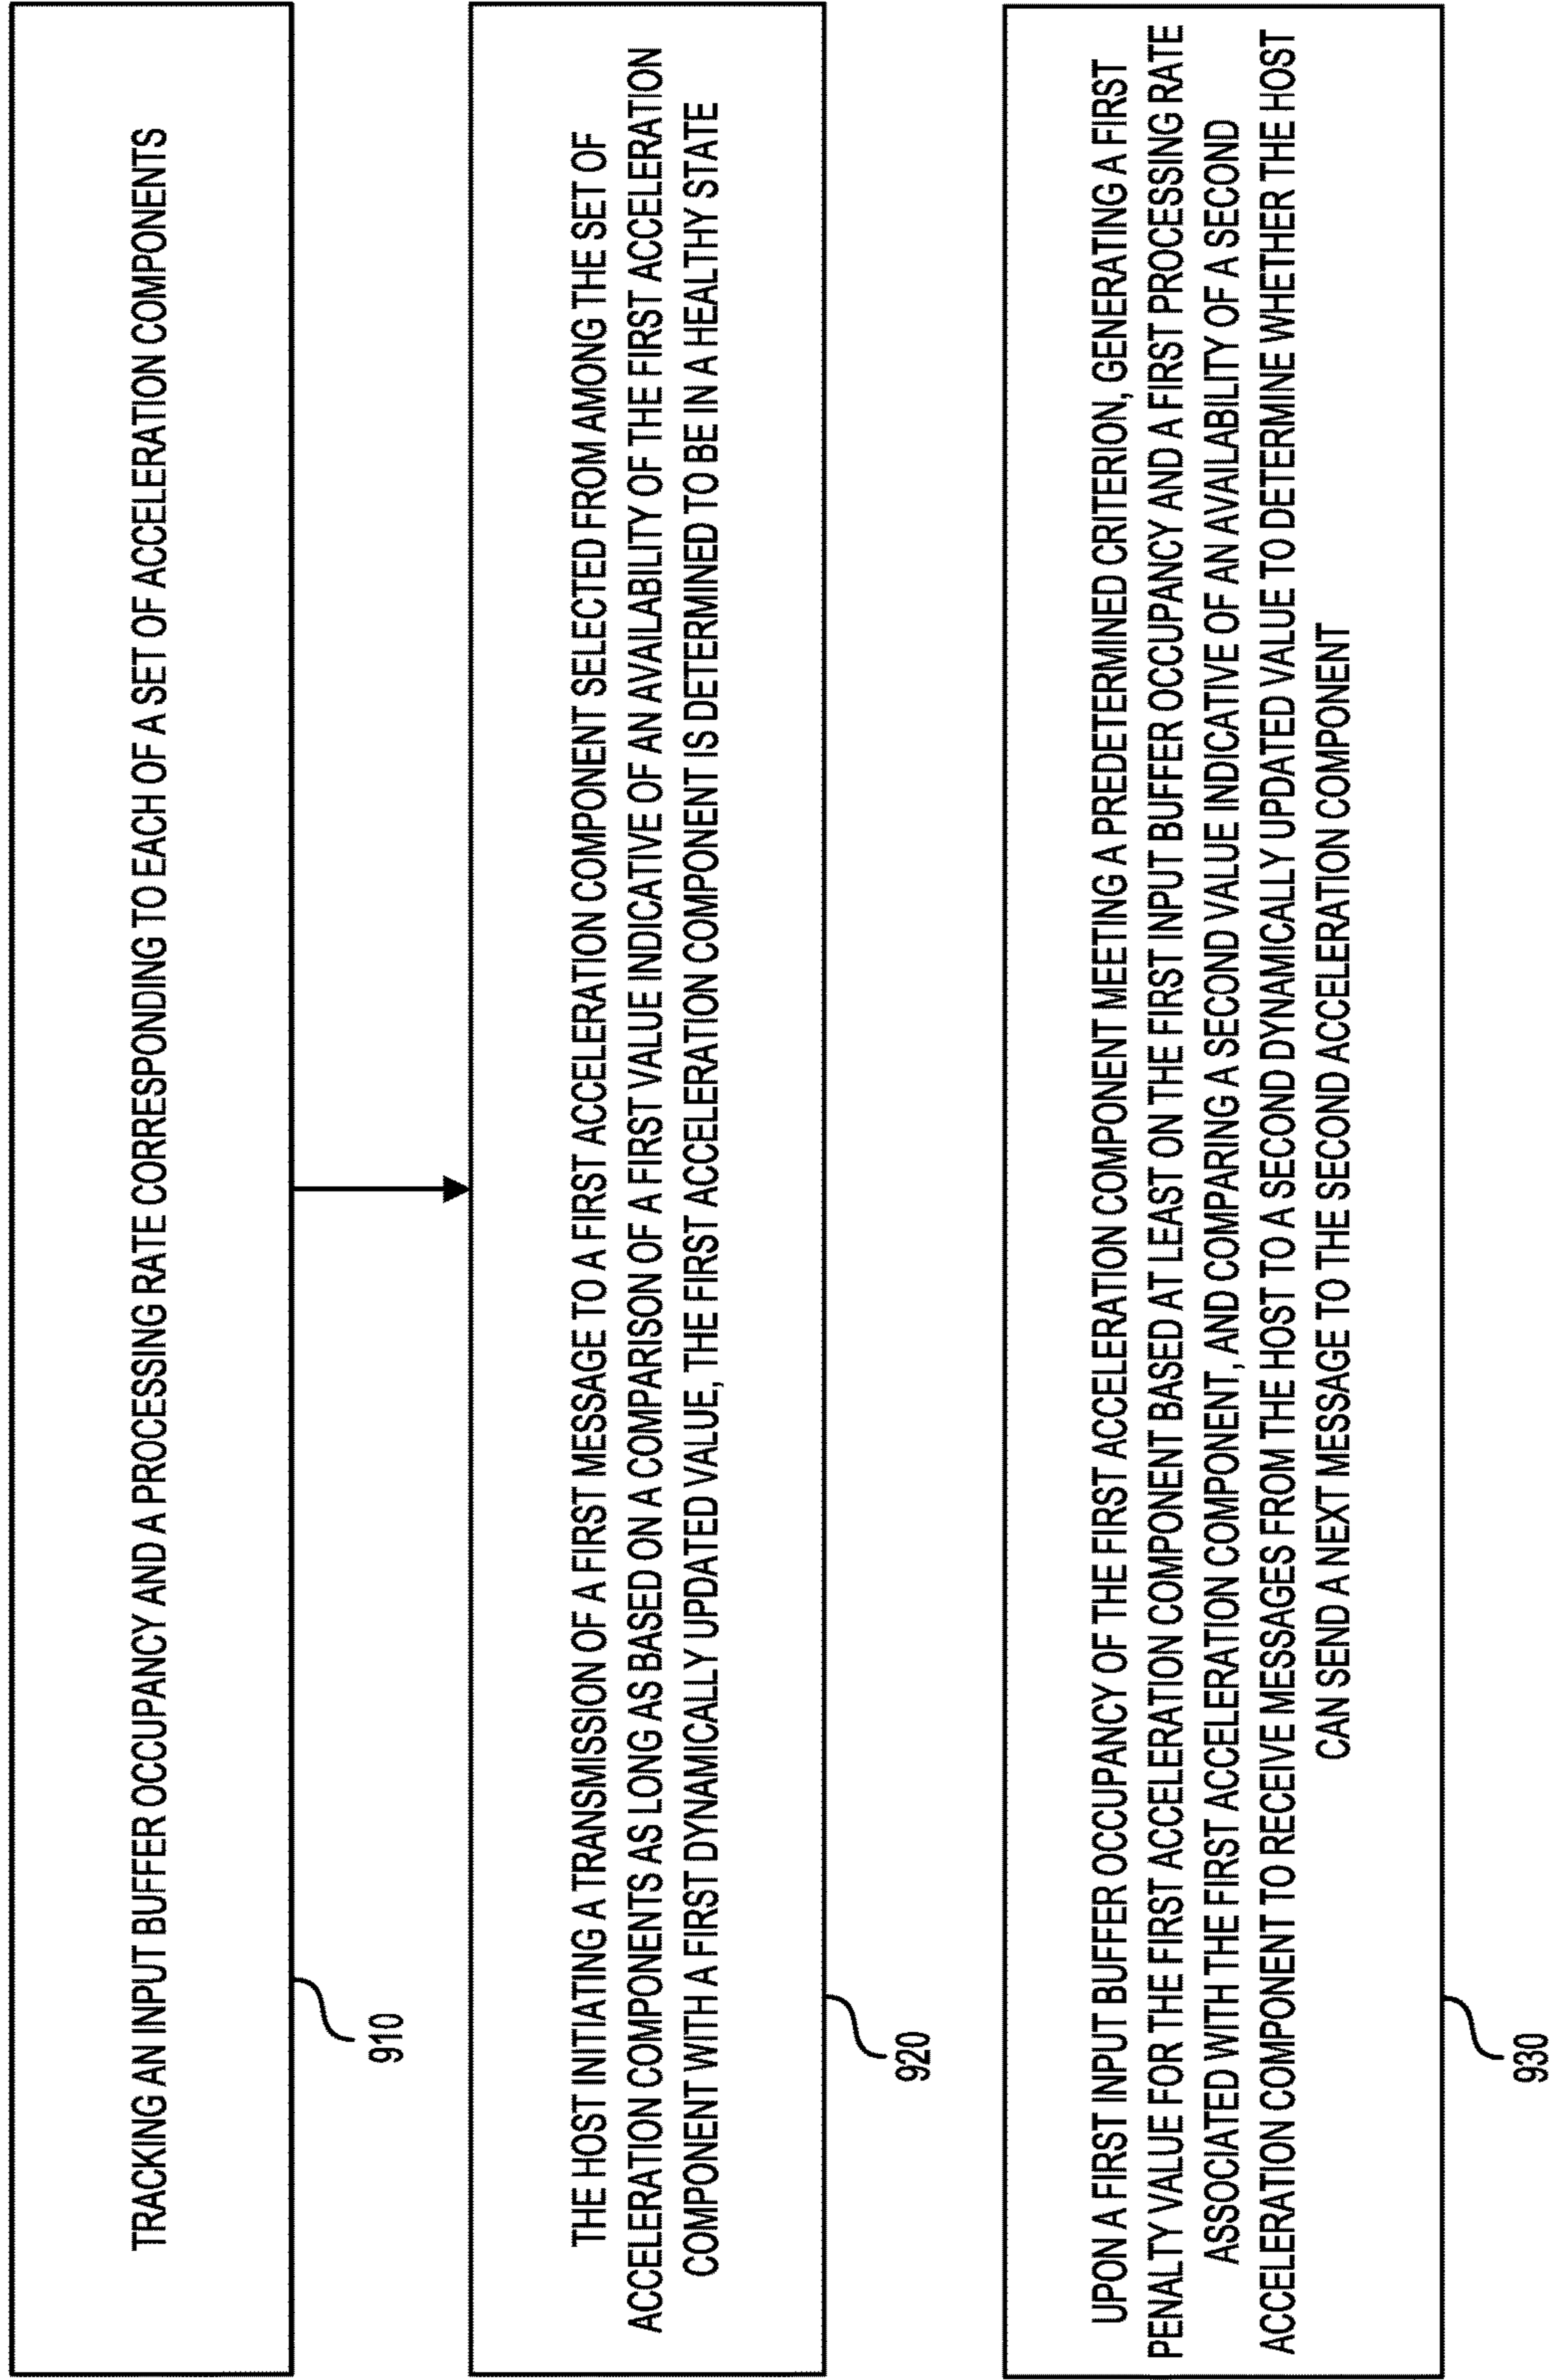 TRACKING AN INPUT BUFFER OCCUPANCY AND A PROCESSING RATE CORRESPONDING TO EACH OF A SET OF ACCELERATION COMPONENTS
910
THE HOST INITIATING A TRANSMISSION OF A FIRST MESSAGE TO A FIRST ACCELERATION COMPONENT SELECTED FROM AMONG THE SET OF
ACCELERATION COMPONENTS AS LONG AS BASED ON A COMPARISON OF A FIRST VALUE INDICATIVE OF AN AVAILABILITY OF THE FIRST ACCELERATION
COMPONENT WITH A FIRST DYNAMICALLY UPDATED VALUE, THE FIRST ACCELERATION COMPONENT IS DETERMINED TO BE IN A HEALTHY STATE
920
UPON A FIRST INPUT BUFFER OCCUPANCY OF THE FIRST ACCELERATION COMPONENT MEETING A PREDETERMINED CRITERION, GENERATING A FIRST
PENALTY VALUE FOR THE FIRST ACCELERATION COMPONENT BASED AT LEAST ON THE FIRST INPUT BUFFER OCCUPANCY AND A FIRST PROCESSING RATE
ASSOCIATED WITH THE FIRST ACCELERATION COMPONENT, AND COMPARING A SECOND VALUE INDICATIVE OF AN AVAILABILITY OF A SECOND
ACCELERATION COMPONENT TO RECEIVE MESSAGES FROM THE HOST TO A SECOND DYNAMICALLY UPDATED VALUE TO DETERMINE WHETHER THE HOST
CAN SEND A NEXT MESSAGE TO THE SECOND ACCELERATION COMPONENT
930